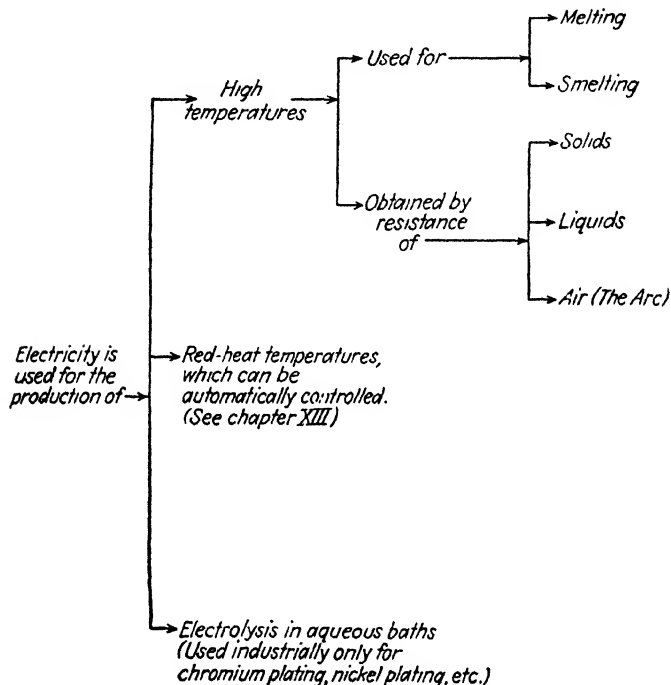 Electricity is
used for the
production of
High
temperatures
Used for
Melting
Smelting
Obtained by
resistance
of
Solids
Liquids
Air (The Arc)
Red-heat temperatures,
which can be
automatically controlled.
(See chapter XIII)
Electrolysis in aqueous baths
(Used industrially only for
chromium plating, nickel plating, etc.)